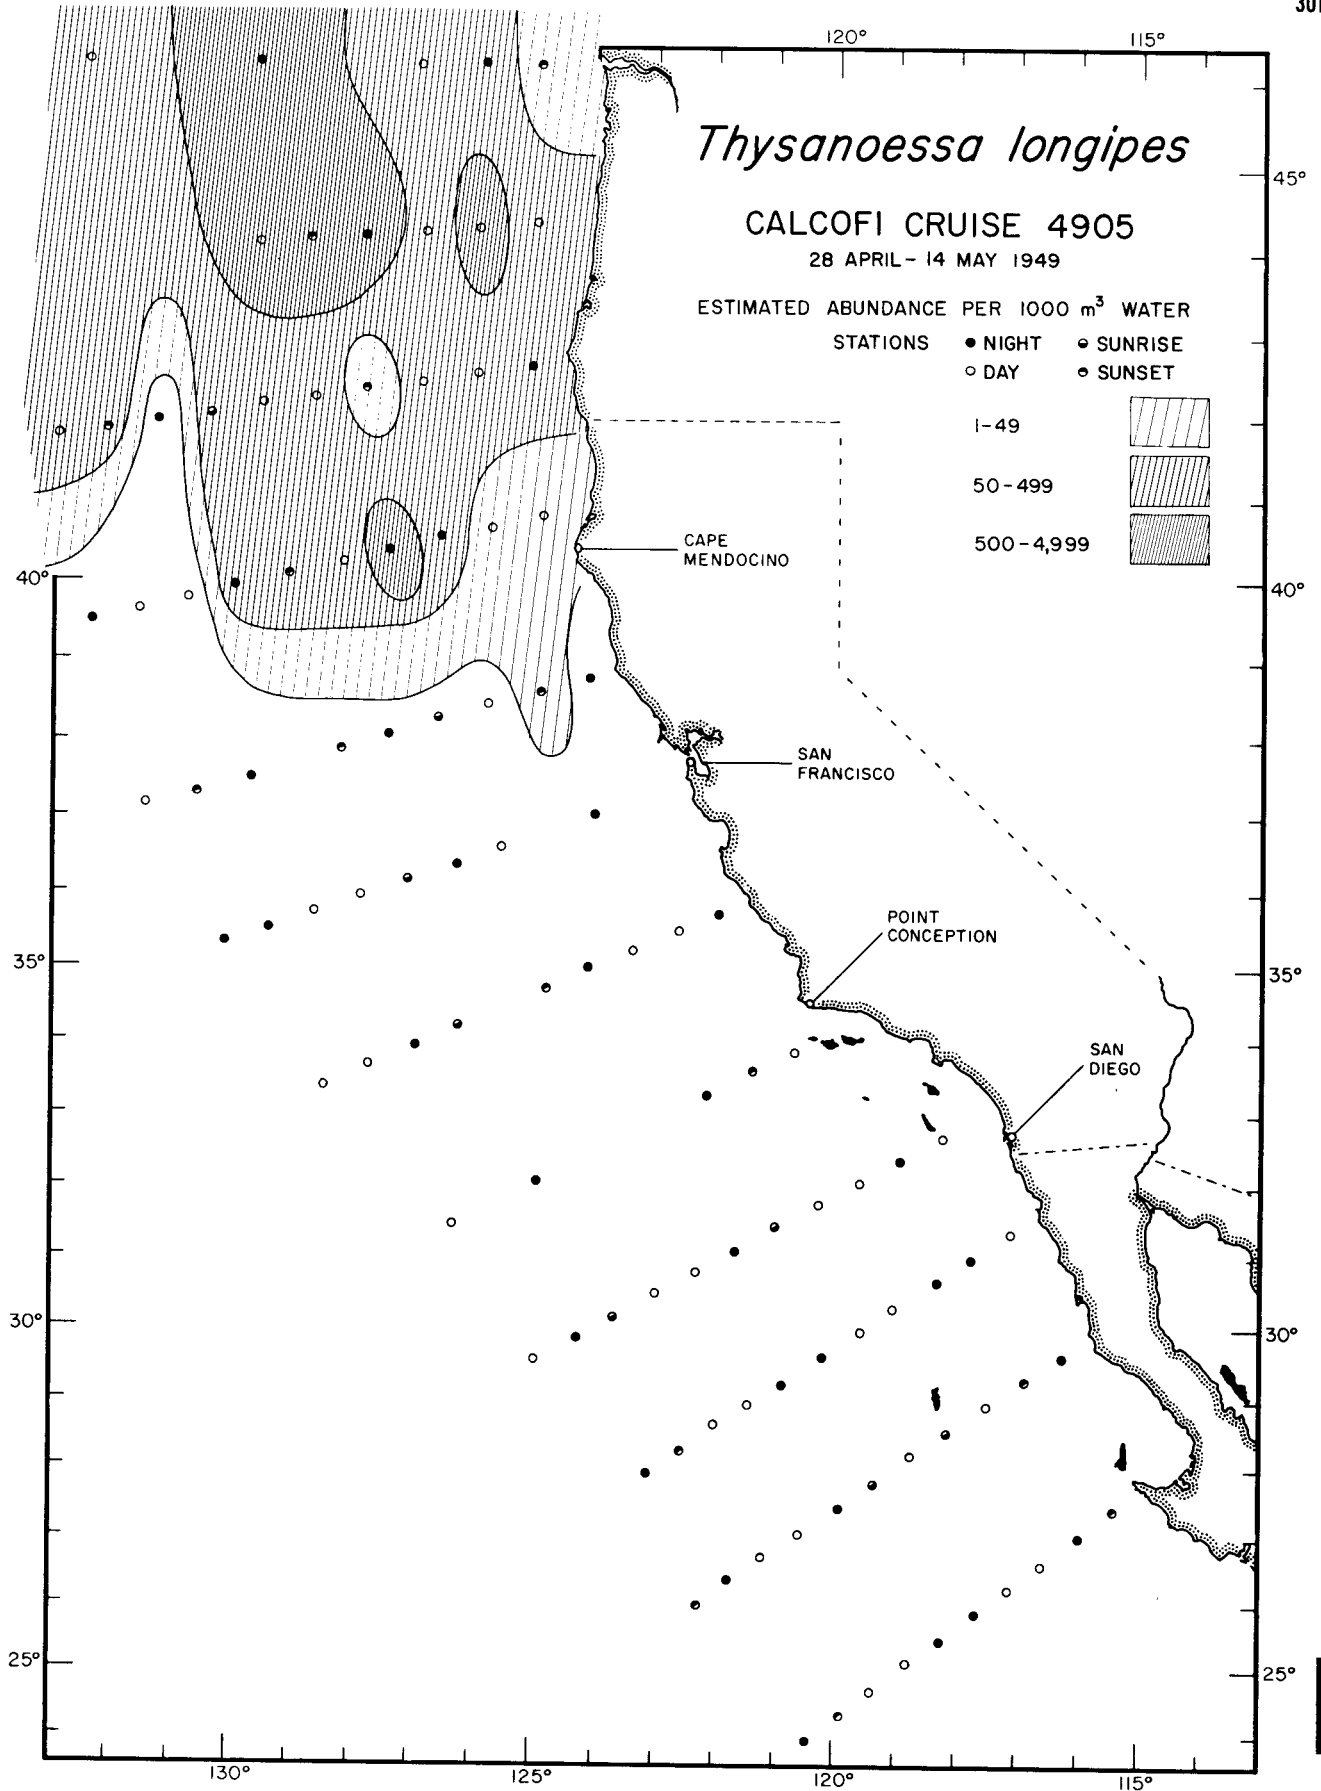 301
120° 115°
Thysanoessa longipes
45°
CALCOFI CRUISE 4905
28 APRIL – 14 MAY 1949
ESTIMATED ABUNDANCE PER 1000 m³ WATER
STATIONS ● NIGHT SUNRISE
○ DAY SUNSET
1–49
50–499
500–4,999
CAPE
MENDOCINO
40° 40°
SAN
FRANCISCO
POINT
CONCEPTION
35° 35°
SAN
DIEGO
30° 30°
25° 25°
130° 125° 120° 115°